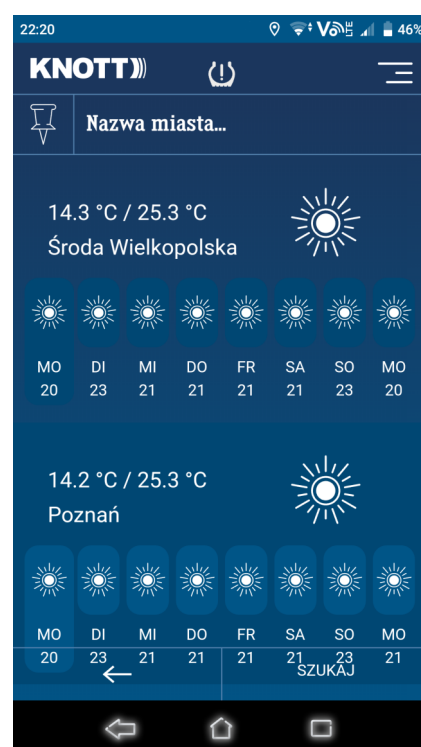 22:20 LTE 46%
KNOTT
Nazwa miasta...
14.3 °C / 25.3 °C
Środa Wielkopolska
MO DI MI DO FR SA SO MO
20 23 21 21 21 21 23 20
14.2 °C / 25.3 °C
Poznań
MO DI MI DO FR SA SO MO
20 23 21 21 21 21 23 21
SZUKAJ